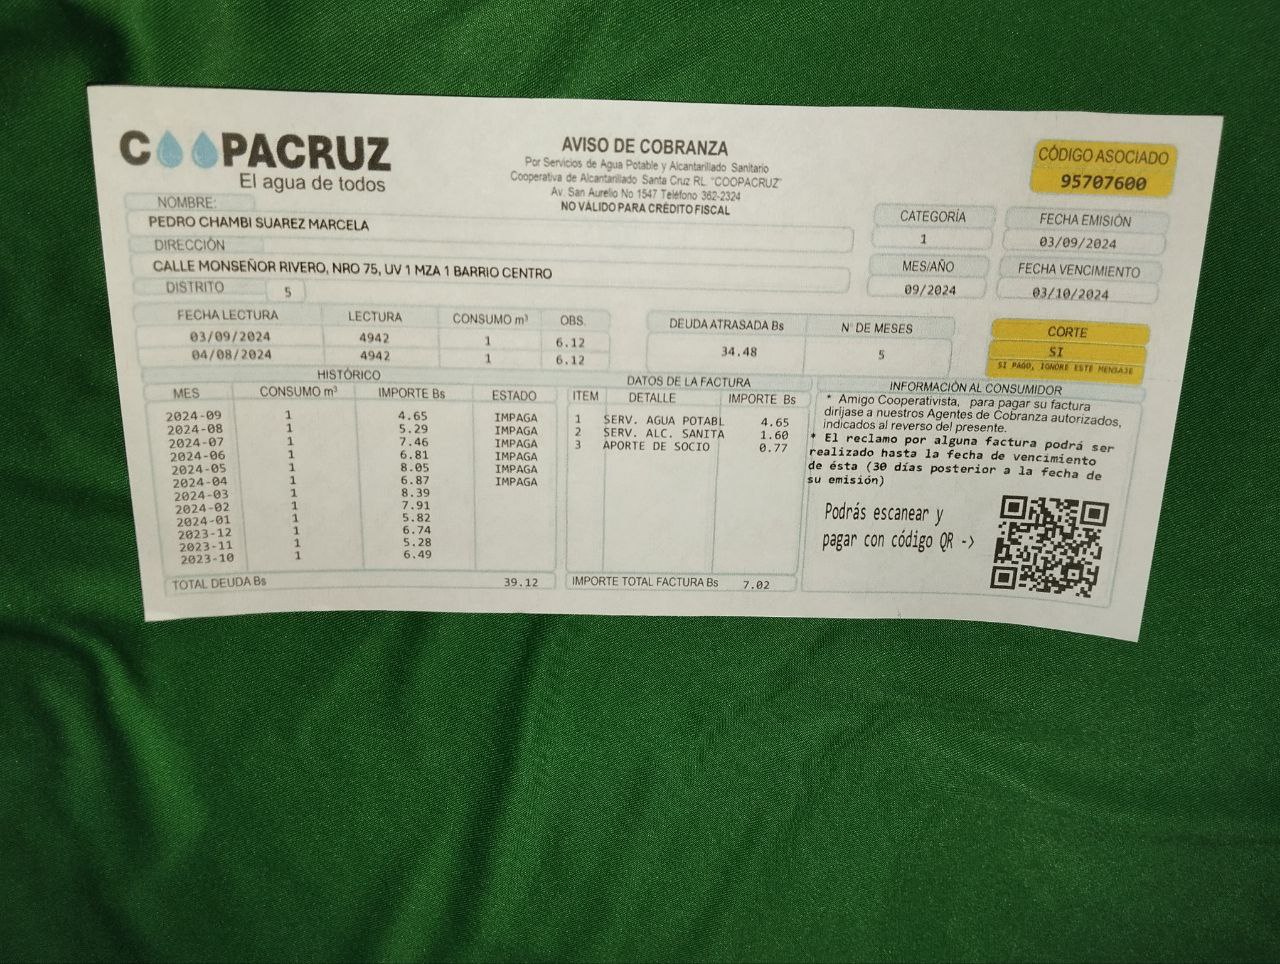 COOPACRUZ
El agua de todos
AVISO DE COBRANZA
Por Servicios de Agua Potable y Alcantarillado Sanitario
Cooperativa de Alcantarillado Santa Cruz RL "COOPACRUZ"
Av. San Aurelio No 1547 Teléfono 362-2324
NO VÁLIDO PARA CRÉDITO FISCAL
CÓDIGO ASOCIADO
95707600
NOMBRE:
PEDRO CHAMBI SUAREZ MARCELA
DIRECCIÓN
CALLE MONSEÑOR RIVERO, NRO 75, UV 1 MZA 1 BARRIO CENTRO
DISTRITO 5
CATEGORÍA FECHA EMISIÓN
1 03/09/2024
MES/AÑO FECHA VENCIMIENTO
09/2024 03/10/2024
FECHA LECTURA LECTURA CONSUMO m³ OBS.
03/09/2024 4942 1 6.12
04/08/2024 4942 1 6.12
DEUDA ATRASADA Bs N° DE MESES
34.48 5
CORTE
SI
SI PAGO, IGNORE ESTE MENSAJE
HISTÓRICO
MES CONSUMO m³ IMPORTE Bs ESTADO
2024-09 1 4.65 IMPAGA
2024-08 1 5.29 IMPAGA
2024-07 1 7.46 IMPAGA
2024-06 1 6.81 IMPAGA
2024-05 1 8.05 IMPAGA
2024-04 1 6.87 IMPAGA
2024-03 1 8.39
2024-02 1 7.91
2024-01 1 5.82
2023-12 1 6.74
2023-11 1 5.28
2023-10 1 6.49
TOTAL DEUDA Bs 39.12
DATOS DE LA FACTURA
ITEM DETALLE IMPORTE Bs
1 SERV. AGUA POTABL 4.65
2 SERV. ALC. SANITA 1.60
3 APORTE DE SOCIO 0.77
IMPORTE TOTAL FACTURA Bs 7.02
INFORMACIÓN AL CONSUMIDOR
* Amigo Cooperativista, para pagar su factura
dirijase a nuestros Agentes de Cobranza autorizados,
indicados al reverso del presente.
* El reclamo por alguna factura podrá ser
realizado hasta la fecha de vencimiento
de ésta (30 días posterior a la fecha de
su emisión)
Podrás escanear y
pagar con código QR ->